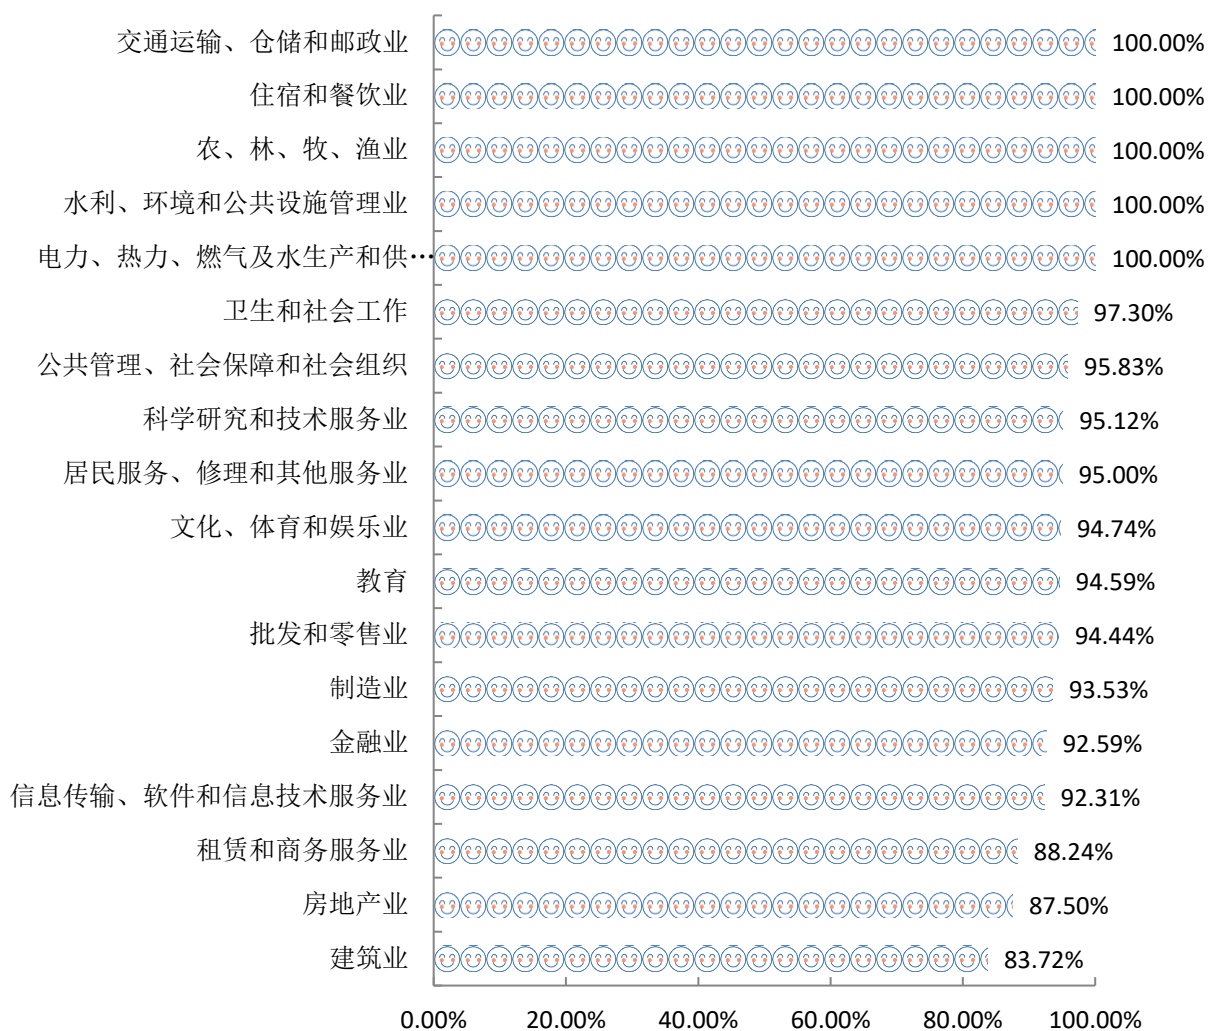 交通运输、仓储和邮政业 100.00%
住宿和餐饮业 100.00%
农、林、牧、渔业 100.00%
水利、环境和公共设施管理业 100.00%
电力、热力、燃气及水生产和供… 100.00%
卫生和社会工作 97.30%
公共管理、社会保障和社会组织 95.83%
科学研究和技术服务业 95.12%
居民服务、修理和其他服务业 95.00%
文化、体育和娱乐业 94.74%
教育 94.59%
批发和零售业 94.44%
制造业 93.53%
金融业 92.59%
信息传输、软件和信息技术服务业 92.31%
租赁和商务服务业 88.24%
房地产业 87.50%
建筑业 83.72%
0.00% 20.00% 40.00% 60.00% 80.00% 100.00%